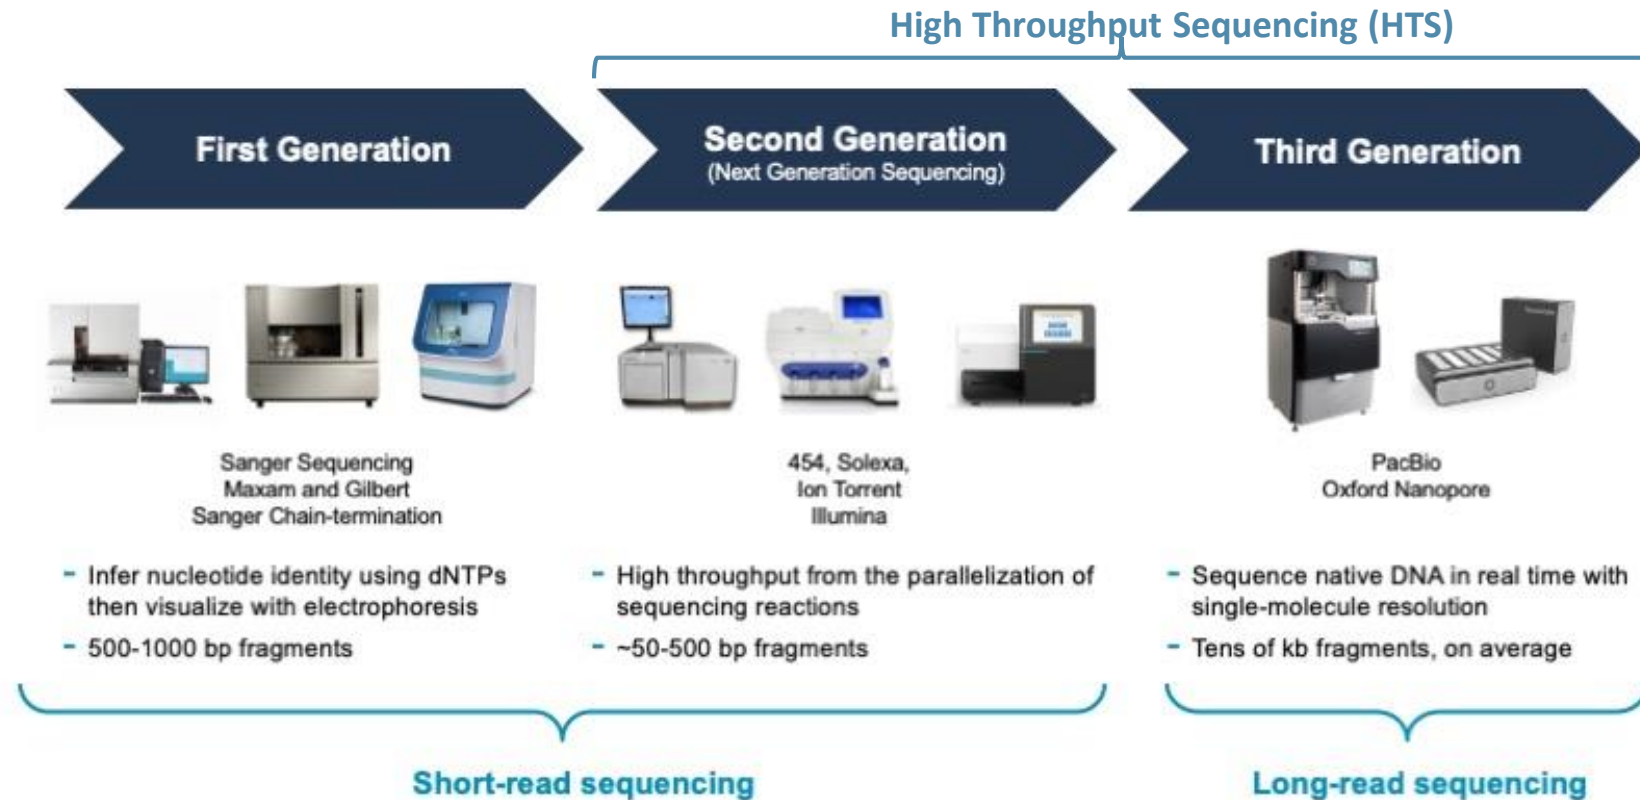 High Throughput Sequencing (HTS)
First Generation
Second Generation
(Next Generation Sequencing)
Third Generation
Sanger Sequencing
Maxam and Gilbert
Sanger Chain-termination
454, Solexa,
Ion Torrent
Illumina
PacBio
Oxford Nanopore
- Infer nucleotide identity using dNTPs
then visualize with electrophoresis
- 500-1000 bp fragments
- High throughput from the parallelization of
sequencing reactions
- ~50-500 bp fragments
- Sequence native DNA in real time with
single-molecule resolution
- Tens of kb fragments, on average
Short-read sequencing
Long-read sequencing